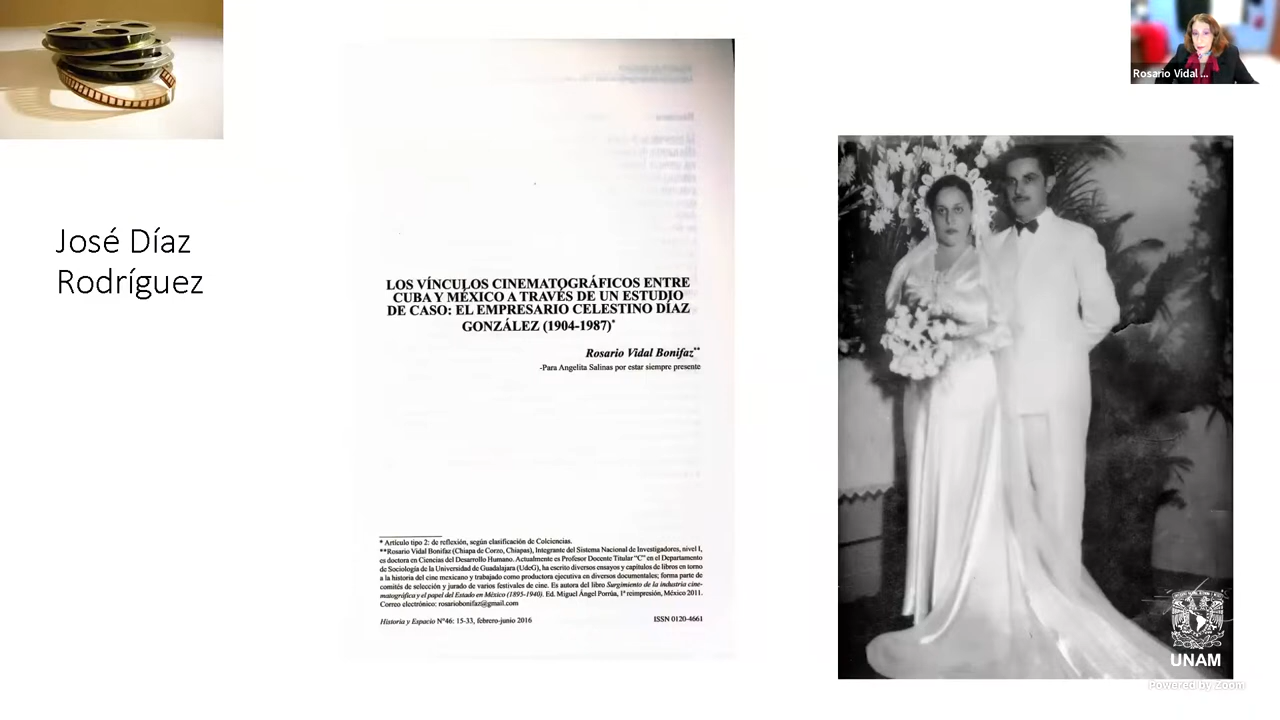 Rosario Vidal ...
José Díaz
Rodríguez
LOS VÍNCULOS CINEMATOGRÁFICOS ENTRE
CUBA Y MÉXICO A TRAVÉS DE UN ESTUDIO
DE CASO: EL EMPRESARIO CELESTINO DÍAZ
GONZÁLEZ (1904-1987)*
Rosario Vidal Bonifaz**
-Para Angelita Salinas por estar siempre presente
* Artículo tipo 2: de reflexión, según clasificación de Colciencias.
**Rosario Vidal Bonifaz (Chiapa de Corzo, Chiapas), Integrante del Sistema Nacional de Investigadores, nivel I,
es doctora en Ciencias del Desarrollo Humano. Actualmente es Profesor Docente Titular "C" en el Departamento
de Sociología de la Universidad de Guadalajara (UdeG), ha escrito diversos ensayos y capítulos de libros en torno
a la historia del cine mexicano y trabajado como productora ejecutiva en diversos documentales; forma parte de
comités de selección y jurado de varios festivales de cine. Es autora del libro Surgimiento de la industria cine-
matográfica y el papel del Estado en México (1895-1940). Ed. Miguel Ángel Porrúa, 1ª reimpresión, México 2011.
Correo electrónico: rosariobonifaz@gmail.com
Historia y Espacio Nº46: 15-33, febrero-junio 2016
ISSN 0120-4661
UNAM
Powered by Zoom